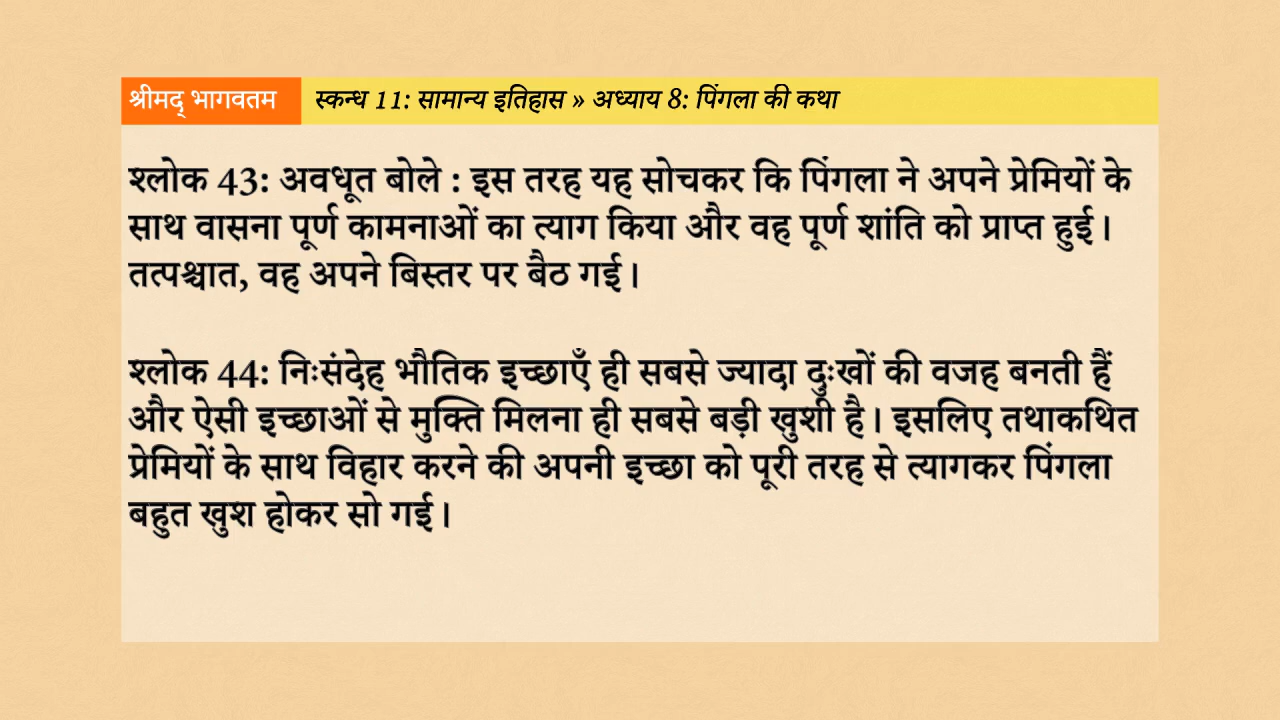 श्रीमद् भागवतम स्कन्ध 11: सामान्य इतिहास » अध्याय 8: पिंगला की कथा
श्लोक 43: अवधूत बोले : इस तरह यह सोचकर कि पिंगला ने अपने प्रेमियों के
साथ वासना पूर्ण कामनाओं का त्याग किया और वह पूर्ण शांति को प्राप्त हुई।
तत्पश्चात, वह अपने बिस्तर पर बैठ गई।
श्लोक 44: निःसंदेह भौतिक इच्छाएँ ही सबसे ज्यादा दुःखों की वजह बनती हैं
और ऐसी इच्छाओं से मुक्ति मिलना ही सबसे बड़ी खुशी है। इसलिए तथाकथित
प्रेमियों के साथ विहार करने की अपनी इच्छा को पूरी तरह से त्यागकर पिंगला
बहुत खुश होकर सो गई।